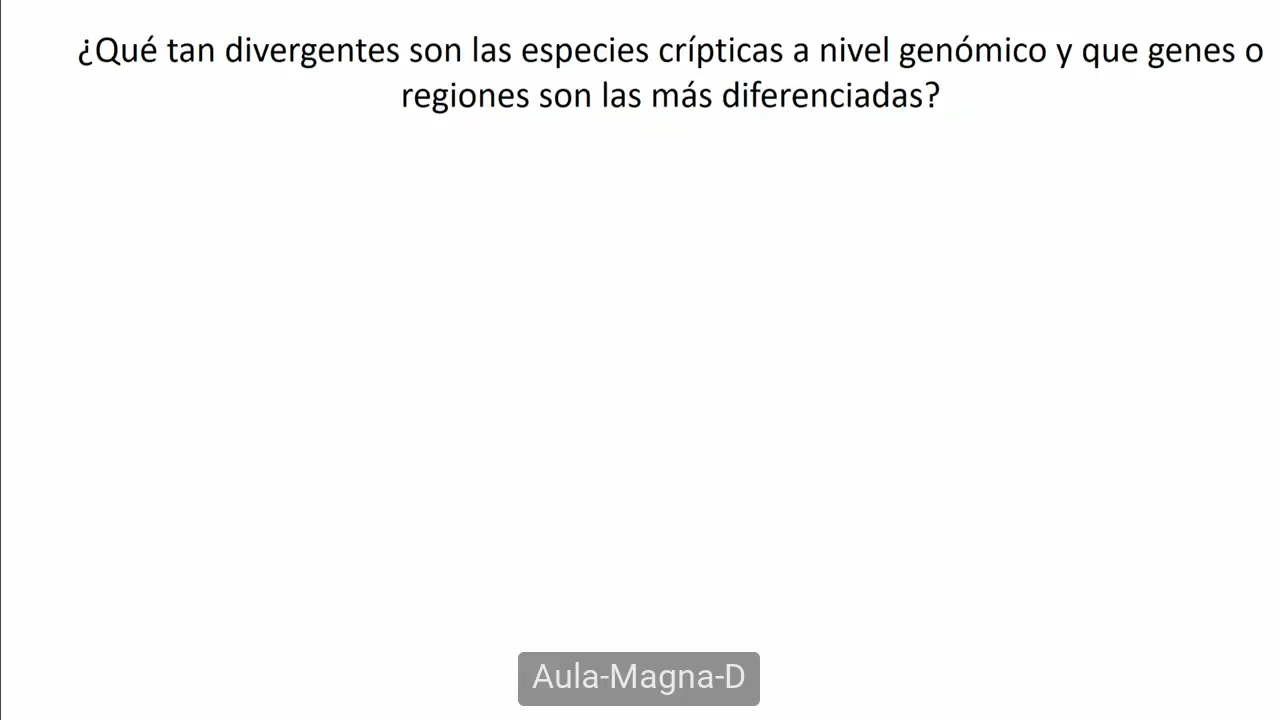 ¿Qué tan divergentes son las especies crípticas a nivel genómico y que genes o
regiones son las más diferenciadas?
Aula-Magna-D